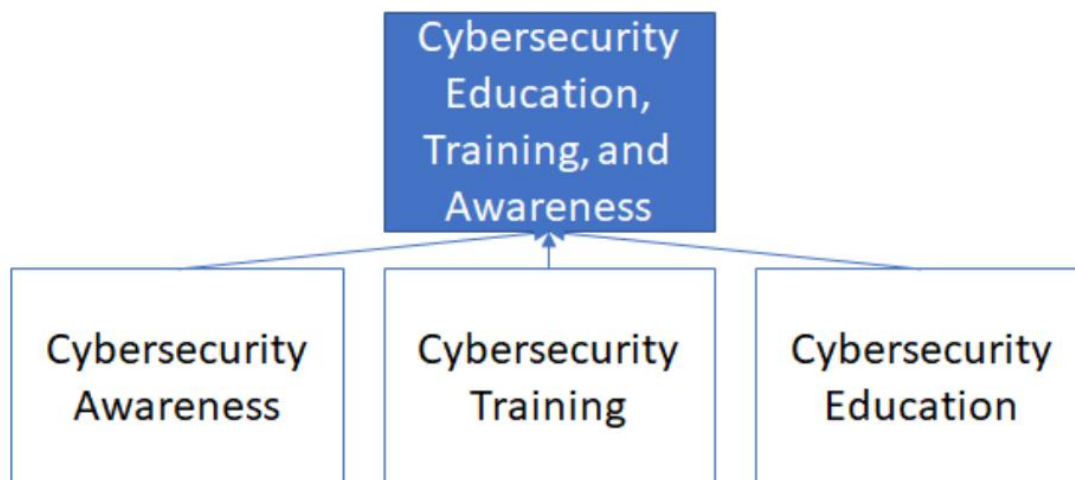 Cybersecurity
Education,
Training, and
Awareness
Cybersecurity
Awareness
Cybersecurity
Training
Cybersecurity
Education